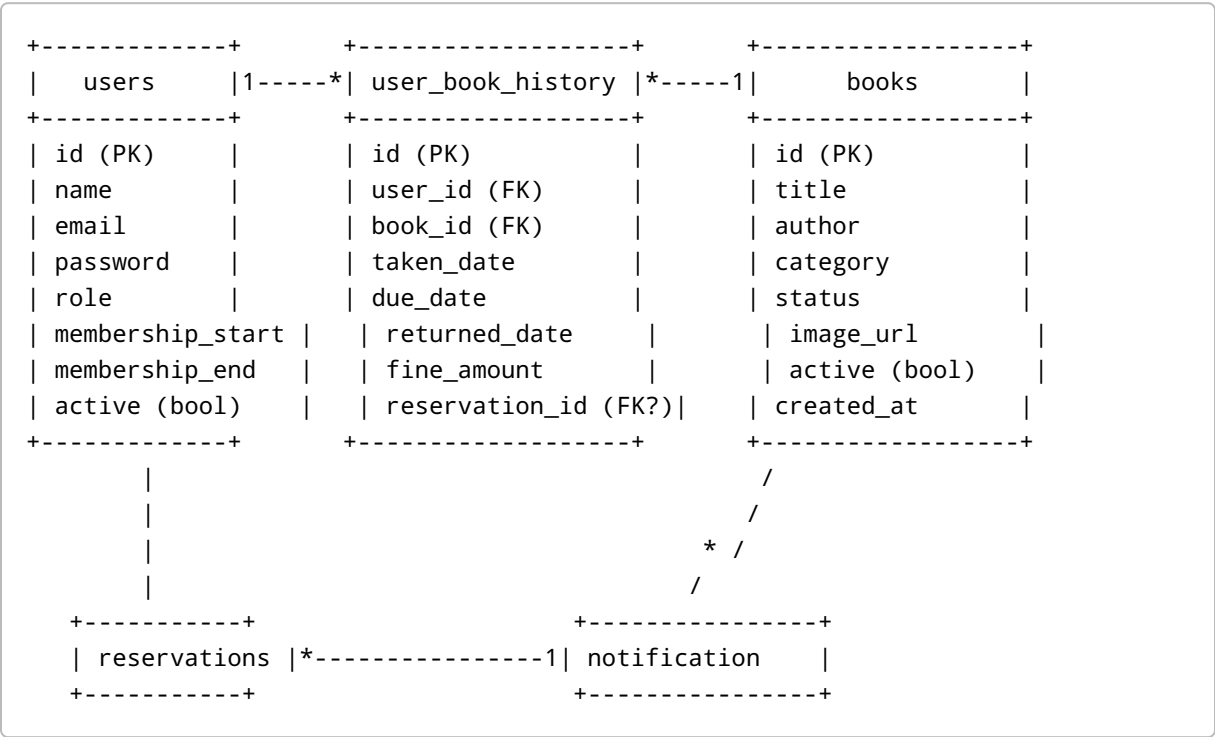 +-------------+       +-------------------+       +------------------+
|   users     |1-----*| user_book_history |*-----1|      books       |
+-------------+       +-------------------+       +------------------+
| id (PK)     |       | id (PK)           |       | id (PK)          |
| name        |       | user_id (FK)      |       | title            |
| email       |       | book_id (FK)      |       | author           |
| password    |       | taken_date        |       | category         |
| role        |       | due_date          |       | status           |
| membership_start |   | returned_date     |       | image_url        |
| membership_end   |   | fine_amount       |       | active (bool)    |
| active (bool)    |   | reservation_id (FK?)|    | created_at       |
+-------------+       +-------------------+       +------------------+
        |                                           /
        |                                          /
        |                                       * /
        |                                      /
   +-----------+                      +----------------+
   | reservations |*----------------1| notification    |
   +-----------+                      +----------------+